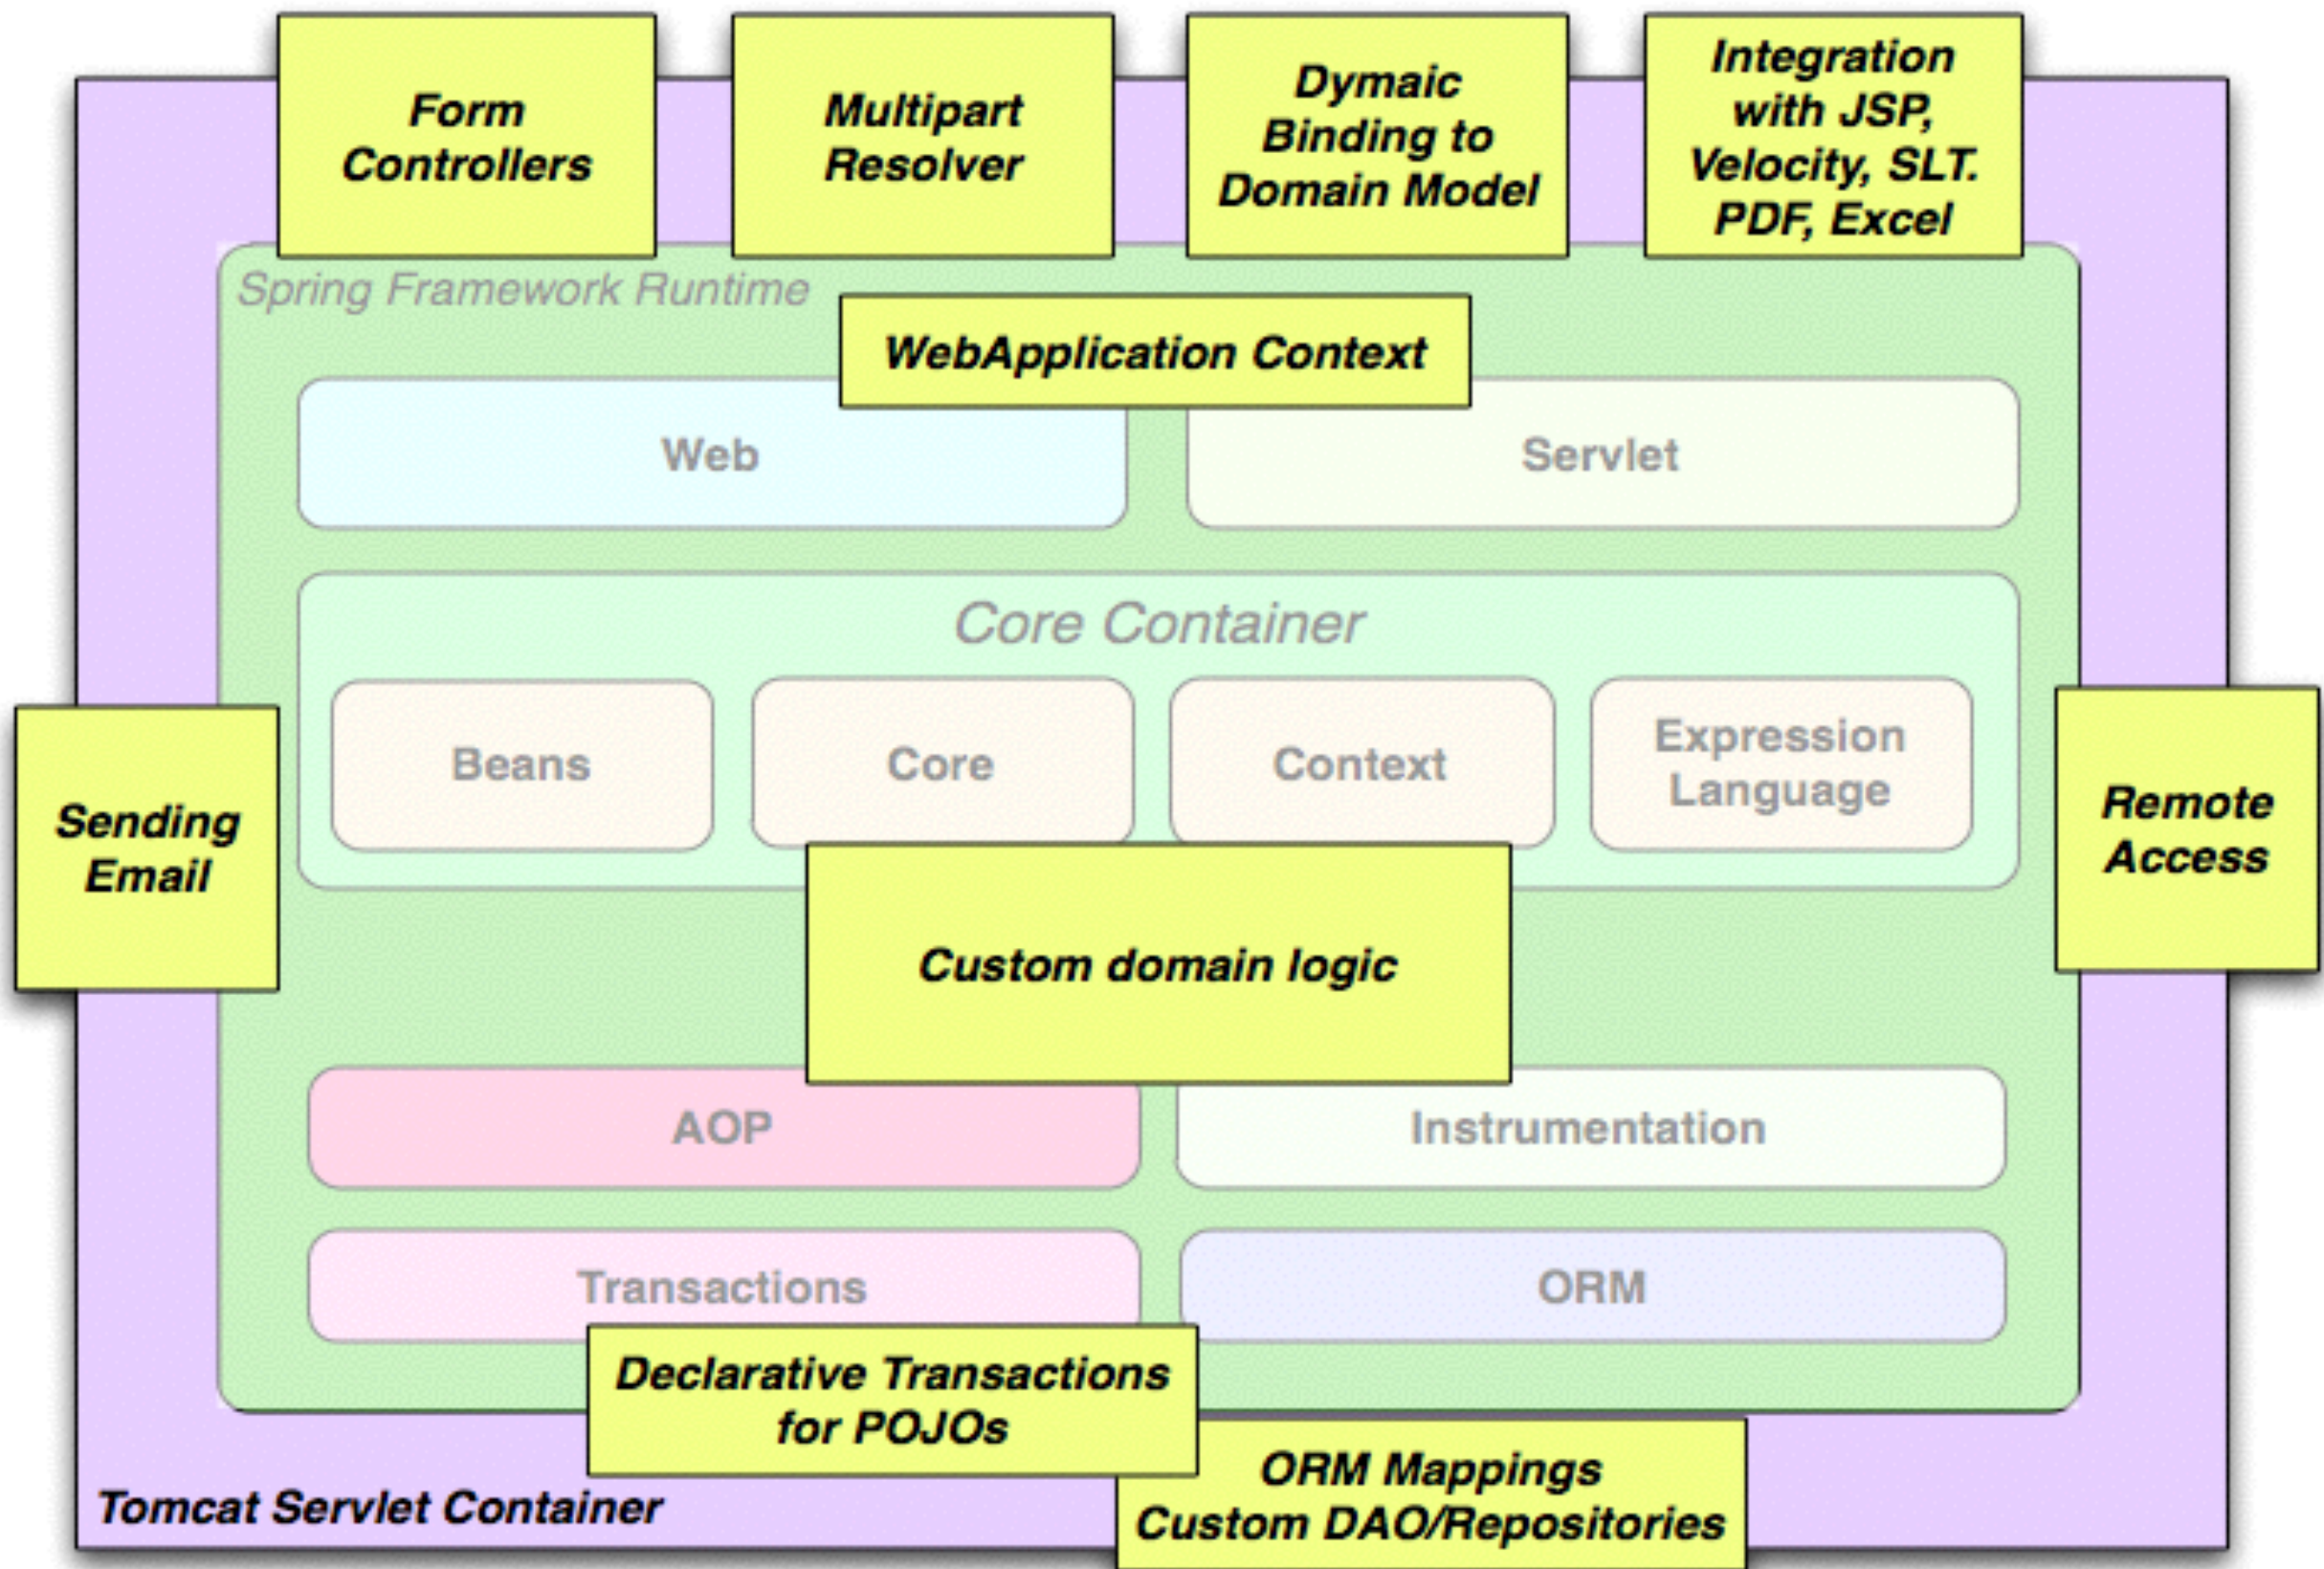 Form
Controllers
Multipart
Resolver
Dymaic
Binding to
Domain Model
Integration
with JSP,
Velocity, SLT.
PDF, Excel
Spring Framework Runtime
WebApplication Context
Web
Servlet
Core Container
Beans
Core
Context
Expression
Language
Sending
Email
Remote
Access
Custom domain logic
AOP
Instrumentation
Transactions
ORM
Declarative Transactions
for POJOs
ORM Mappings
Custom DAO/Repositories
Tomcat Servlet Container